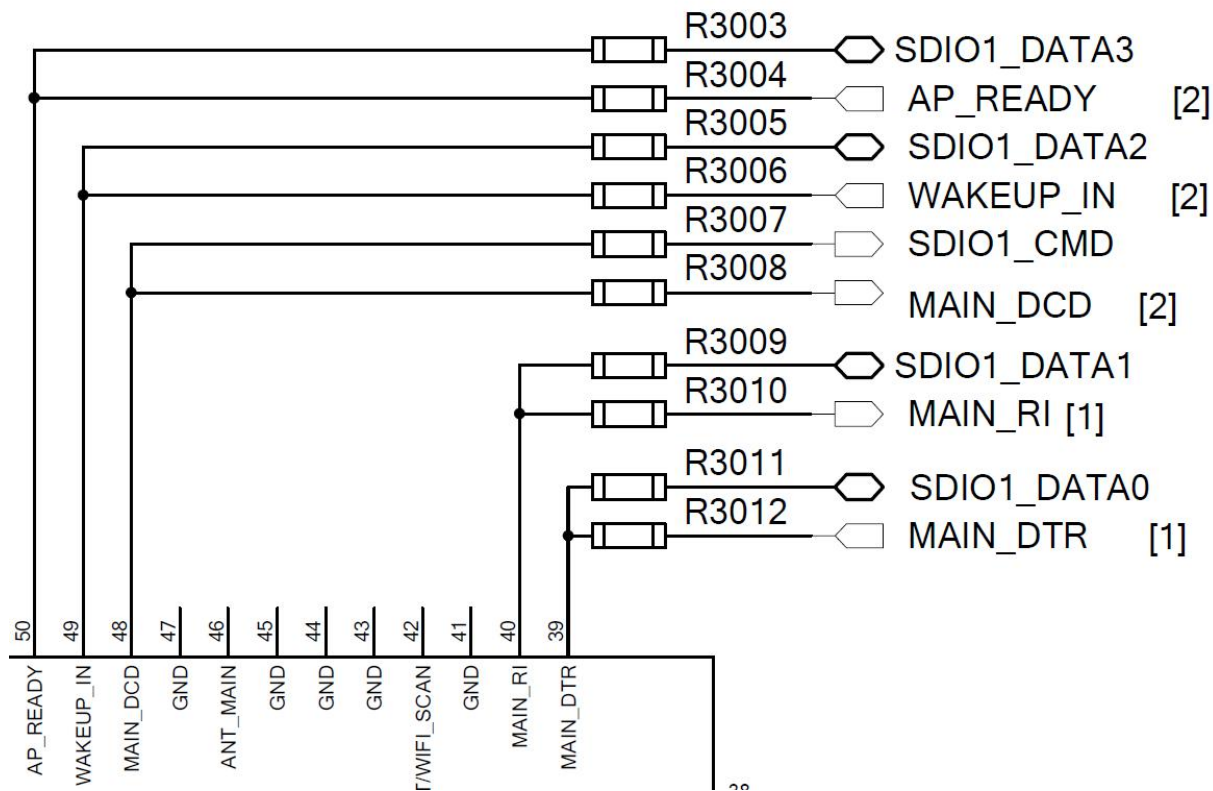 R3003
SDIO1_DATA3
R3004
AP_READY [2]
R3005
SDIO1_DATA2
R3006
WAKEUP_IN [2]
R3007
SDIO1_CMD
R3008
MAIN_DCD [2]
R3009
SDIO1_DATA1
R3010
MAIN_RI [1]
R3011
SDIO1_DATA0
R3012
MAIN_DTR [1]
50
49
48
47
46
45
44
43
42
41
40
39
AP_READY
WAKEUP_IN
MAIN_DCD
GND
ANT_MAIN
GND
GND
GND
T/WIFI_SCAN
GND
MAIN_RI
MAIN_DTR
38